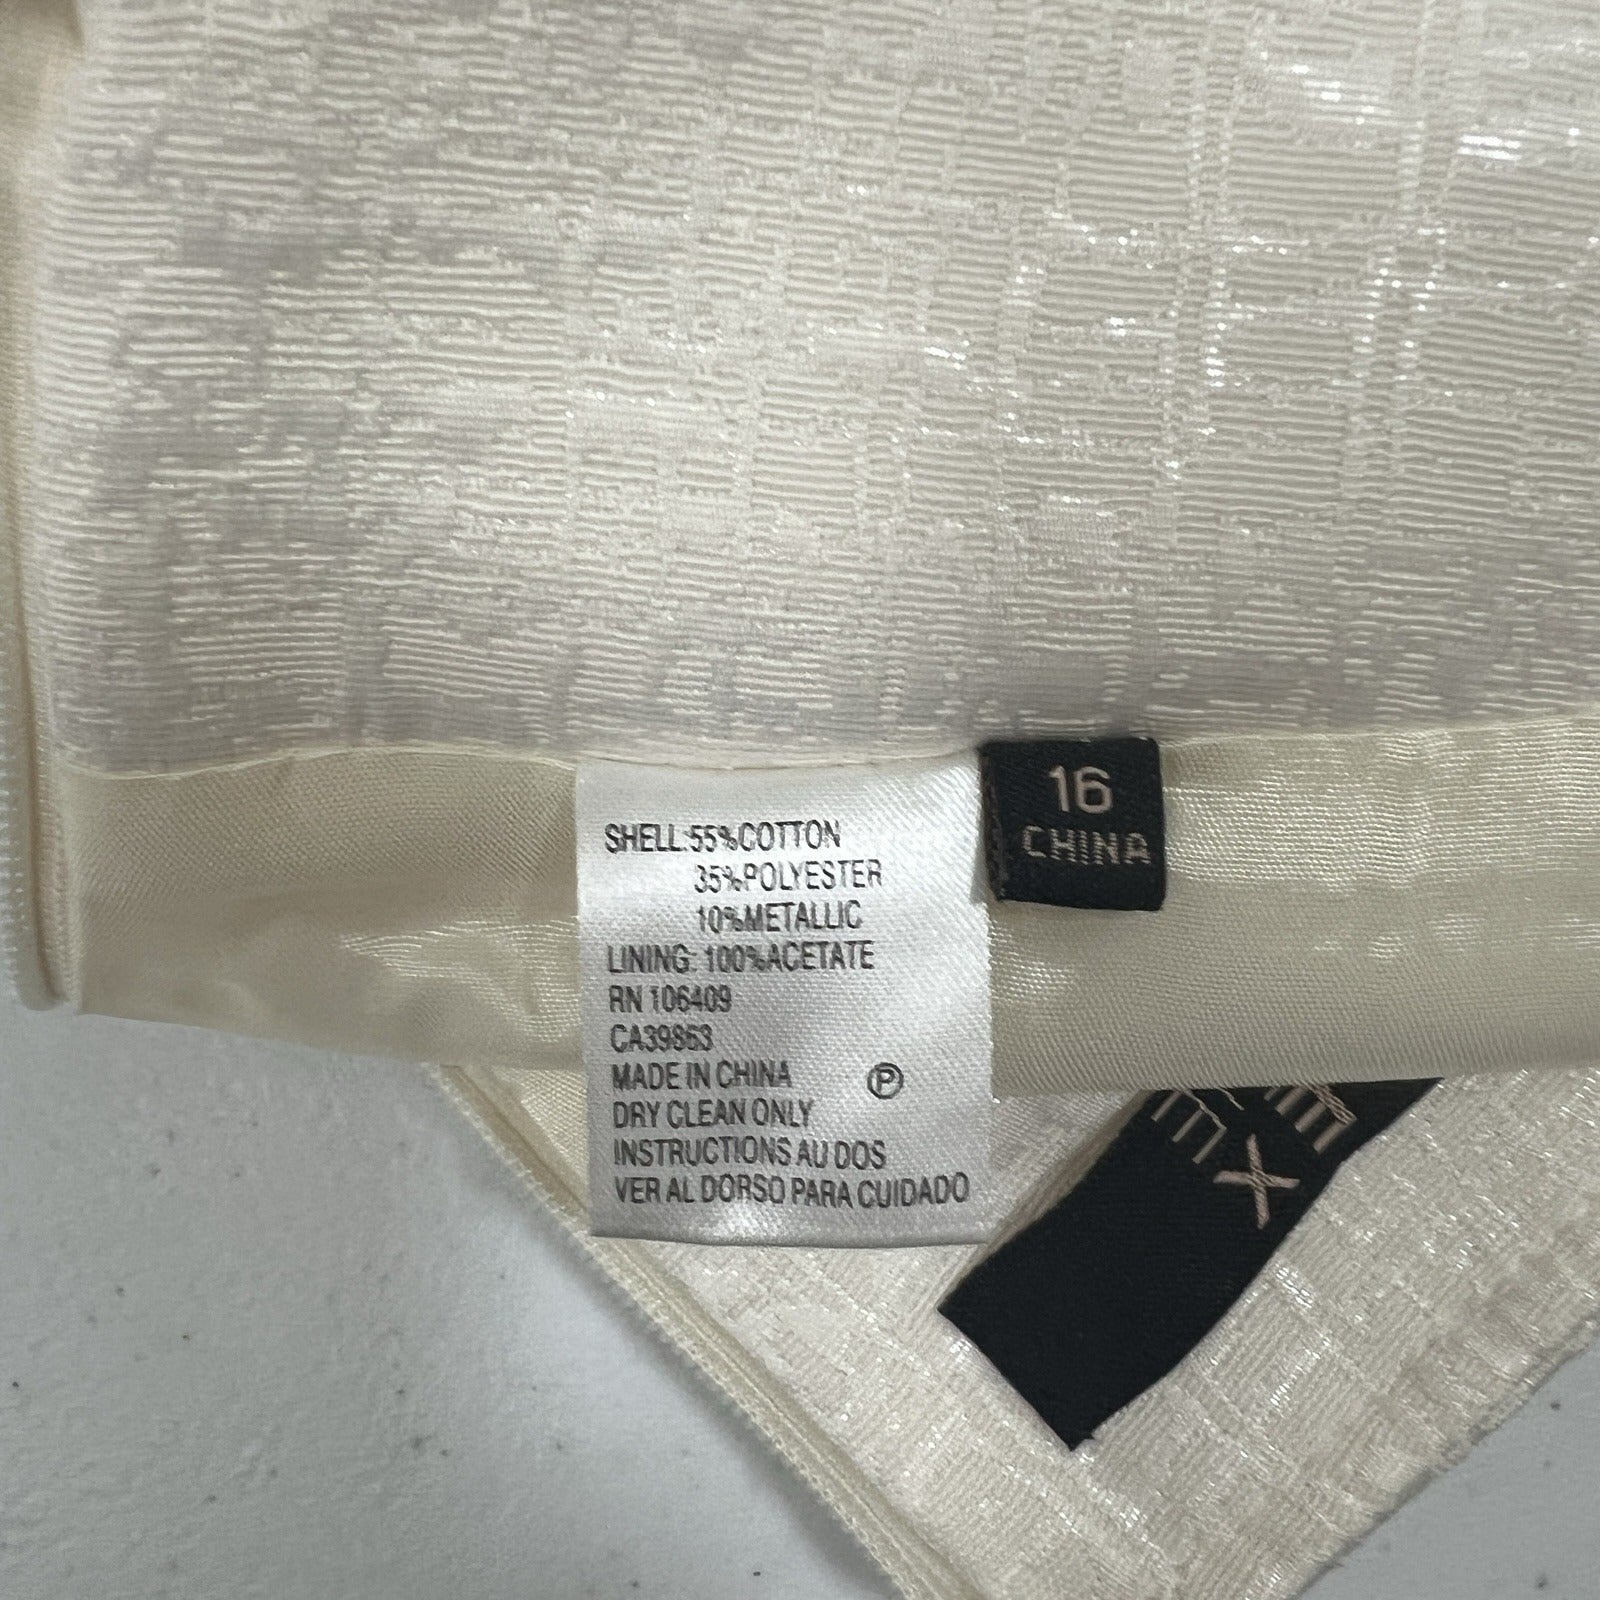 16
CHINA
SHELL:55%COTTON
35%POLYESTER
10%METALLIC
LINING: 100%ACETATE
RN 106409
CA39853
MADE IN CHINA
P
DRY CLEAN ONLY
INSTRUCTIONS AU DOS
VER AL DORSO PARA CUIDADO